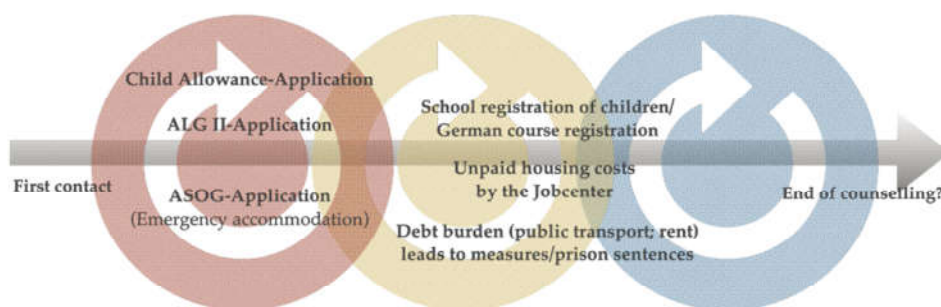 Child Allowance-Application
ALG II-Application
First contact
ASOG-Application
(Emergency accommodation)
School registration of children/
German course registration
Unpaid housing costs
by the Jobcenter
Debt burden (public transport; rent)
leads to measures/prison sentences
End of counselling?